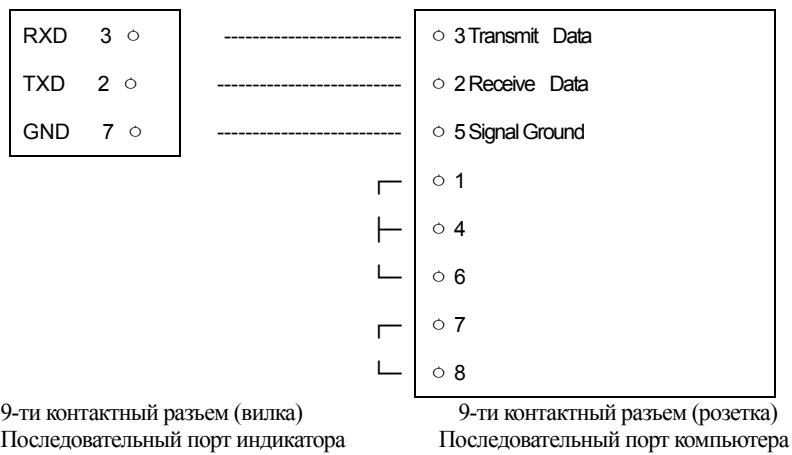 RXD 3 3 Transmit Data
TXD 2 2 Receive Data
GND 7 5 Signal Ground
1
4
6
7
8
9-ти контактный разъем (вилка) 9-ти контактный разъем (розетка)
Последовательный порт индикатора Последовательный порт компьютера